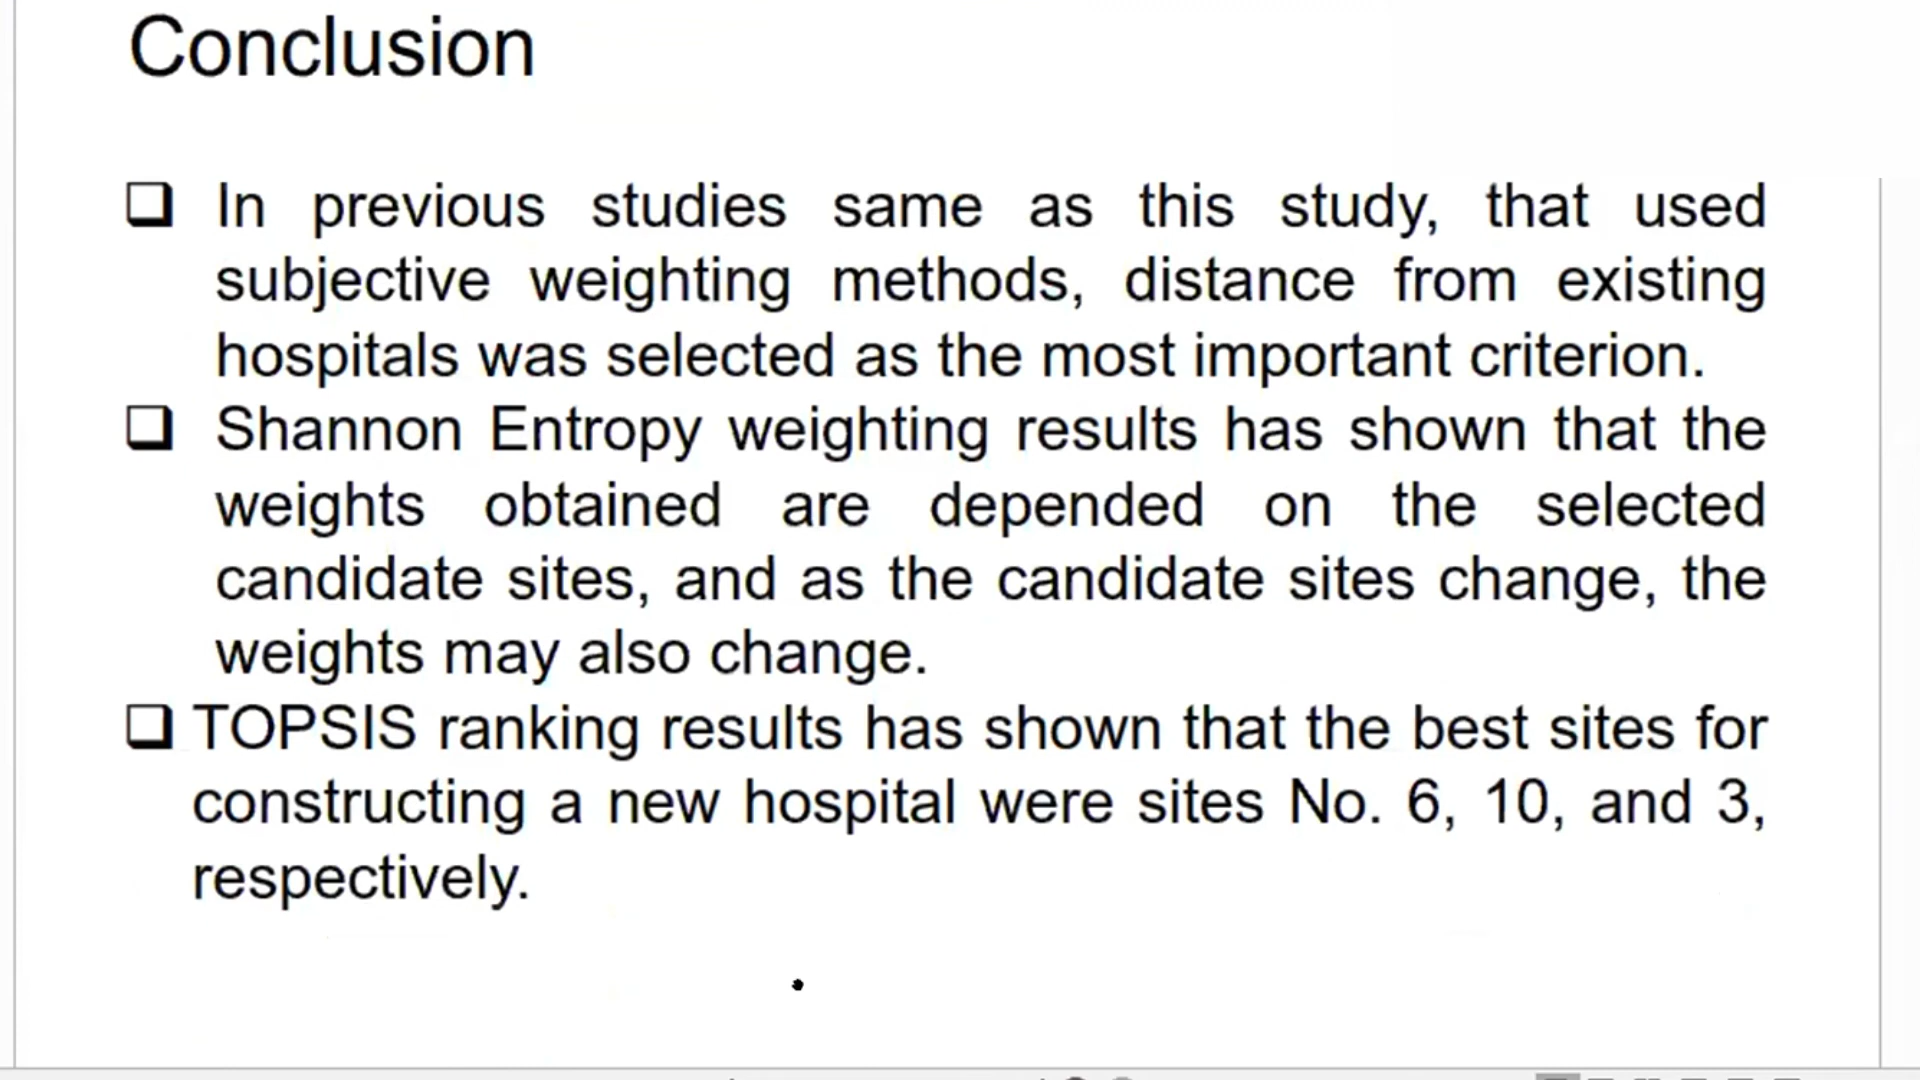 Conclusion
In previous studies same as this study, that used
subjective weighting methods, distance from existing
hospitals was selected as the most important criterion.
Shannon Entropy weighting results has shown that the
weights obtained are depended on the selected
candidate sites, and as the candidate sites change, the
weights may also change.
TOPSIS ranking results has shown that the best sites for
constructing a new hospital were sites No. 6, 10, and 3,
respectively.